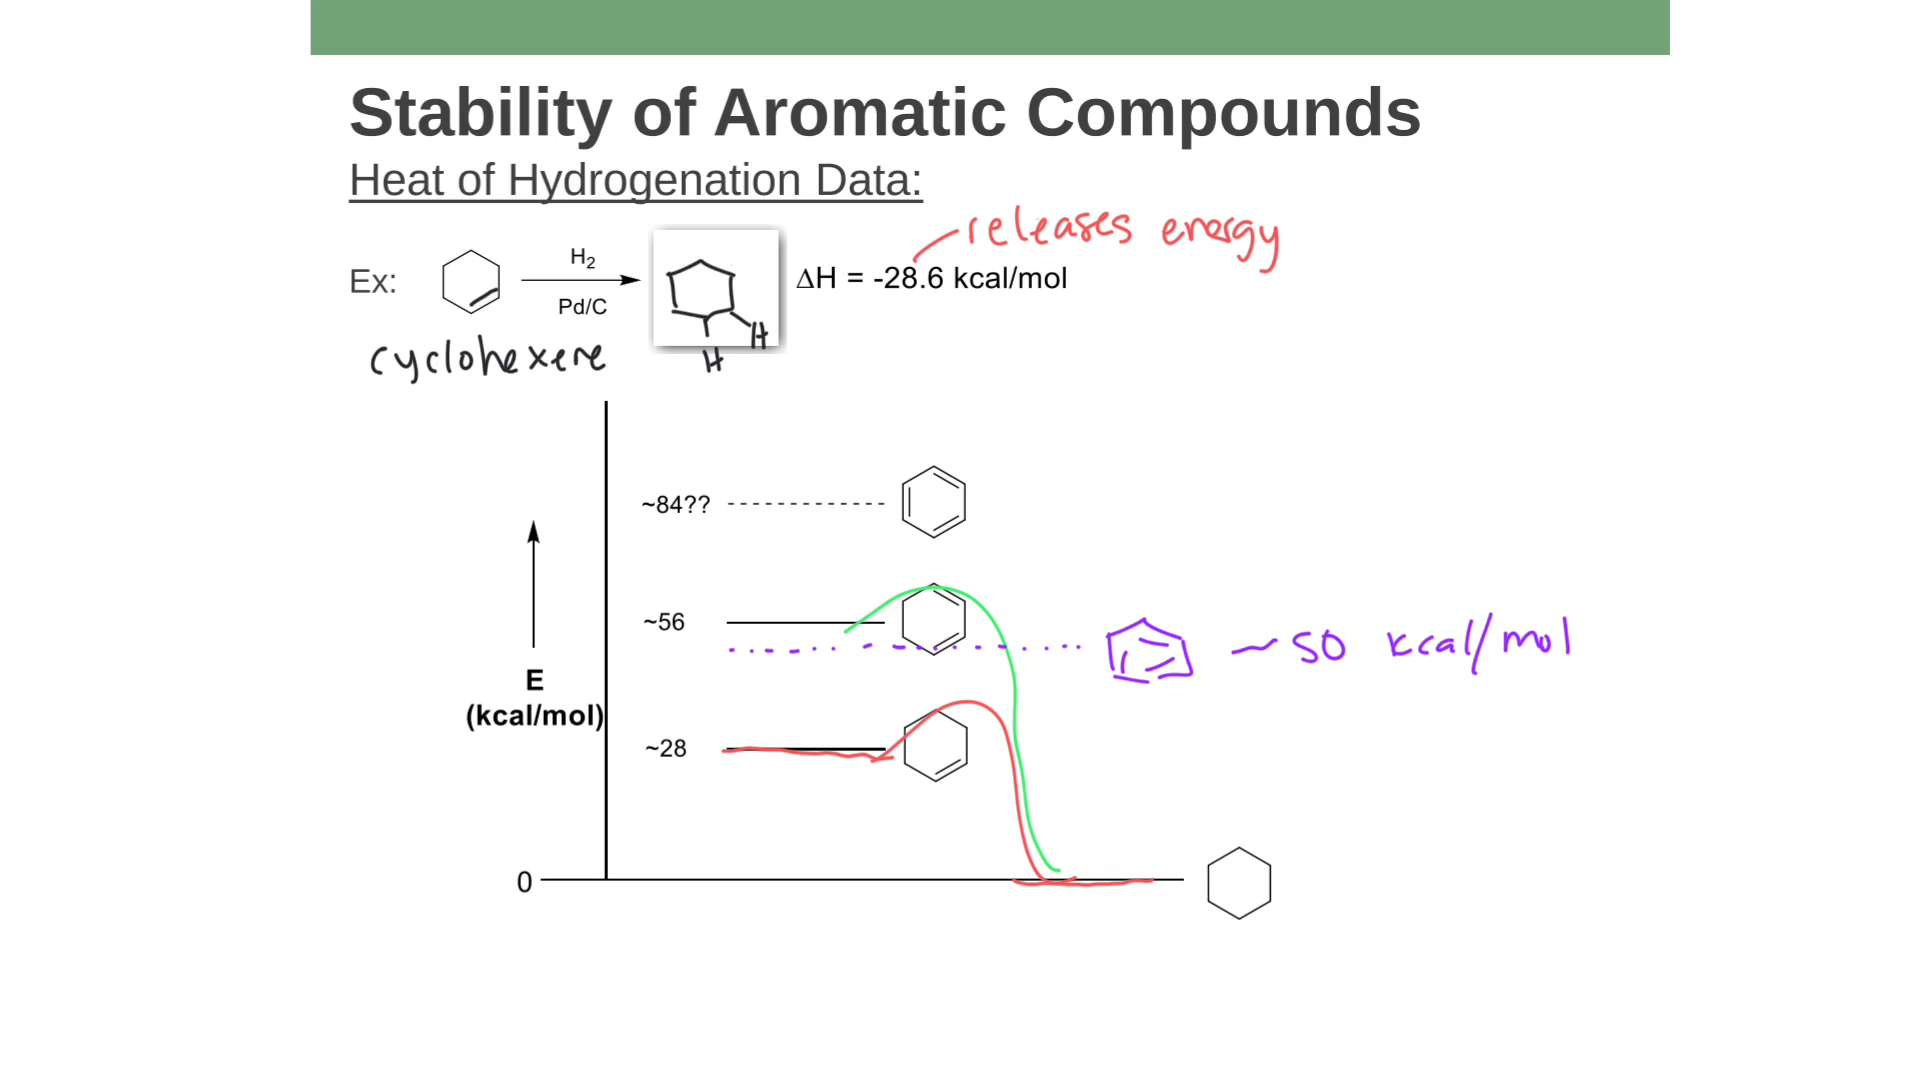 Stability of Aromatic Compounds
Heat of Hydrogenation Data:
releases energy
Ex:
H2
Pd/C
ΔH = -28.6 kcal/mol
H
H
cyclohexene
~84??
~56
~50 kcal/mol
E
(kcal/mol)
~28
0